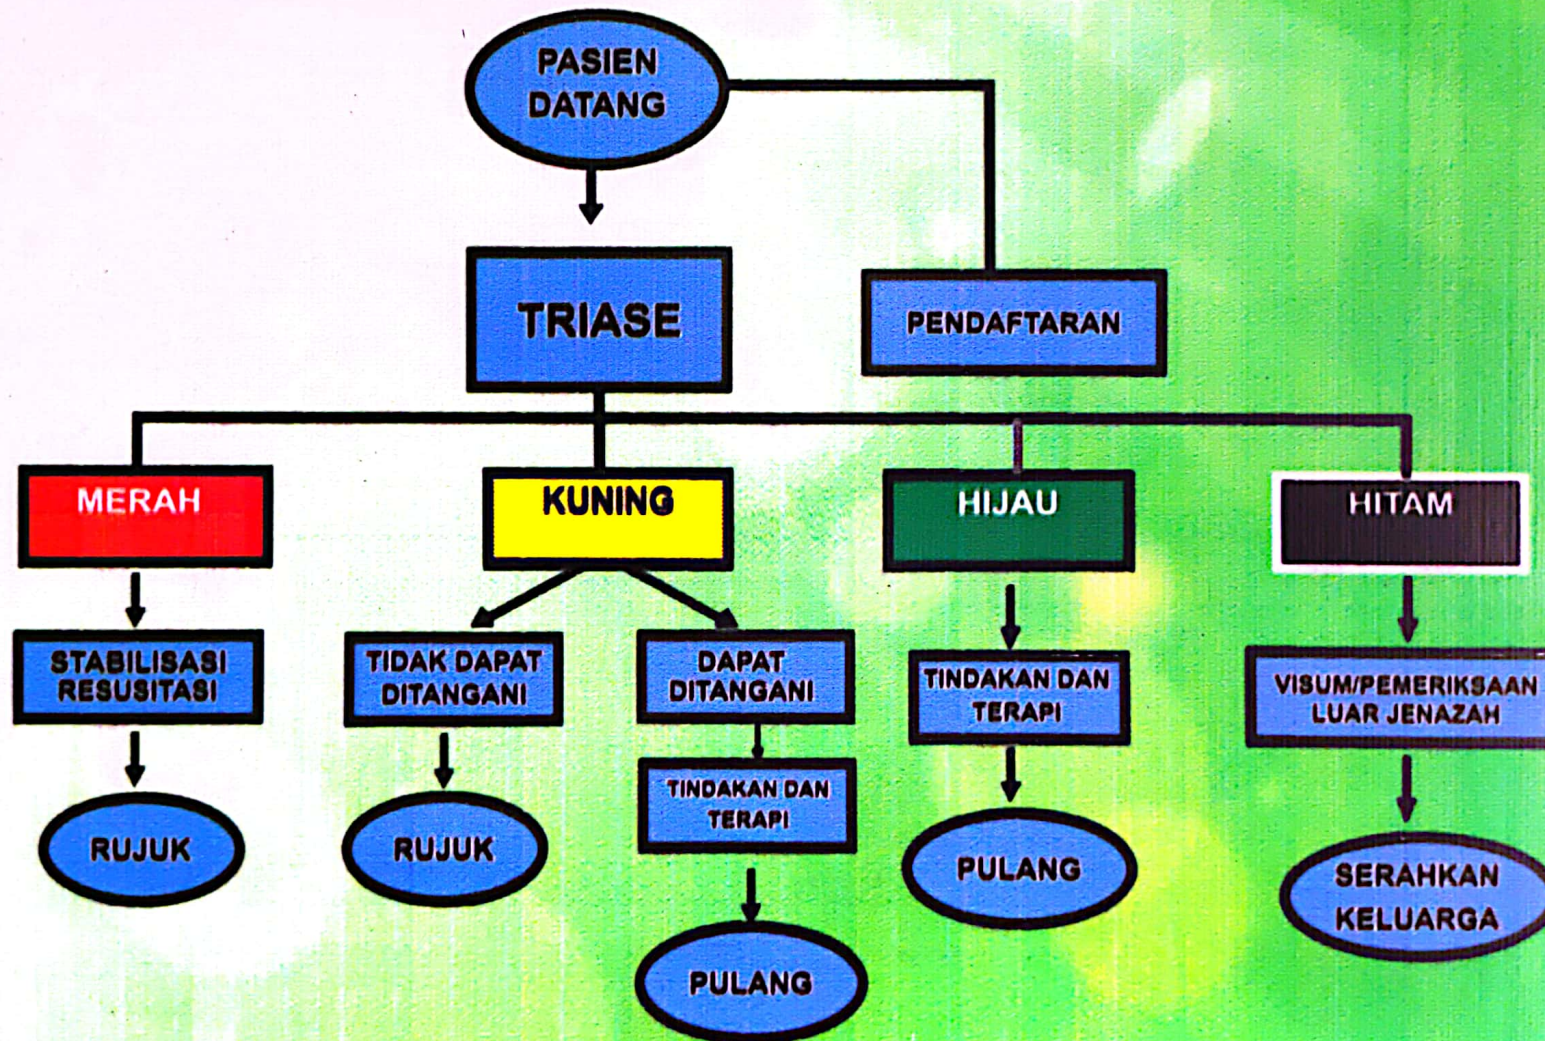 PASIEN
DATANG
TRIASE
PENDAFTARAN
MERAH
KUNING
HIJAU
HITAM
STABILISASI
RESUSITASI
TIDAK DAPAT
DITANGANI
DAPAT
DITANGANI
TINDAKAN DAN
TERAPI
VISUM/PEMERIKSAAN
LUAR JENAZAH
RUJUK
RUJUK
TINDAKAN DAN
TERAPI
PULANG
SERAHKAN
KELUARGA
PULANG